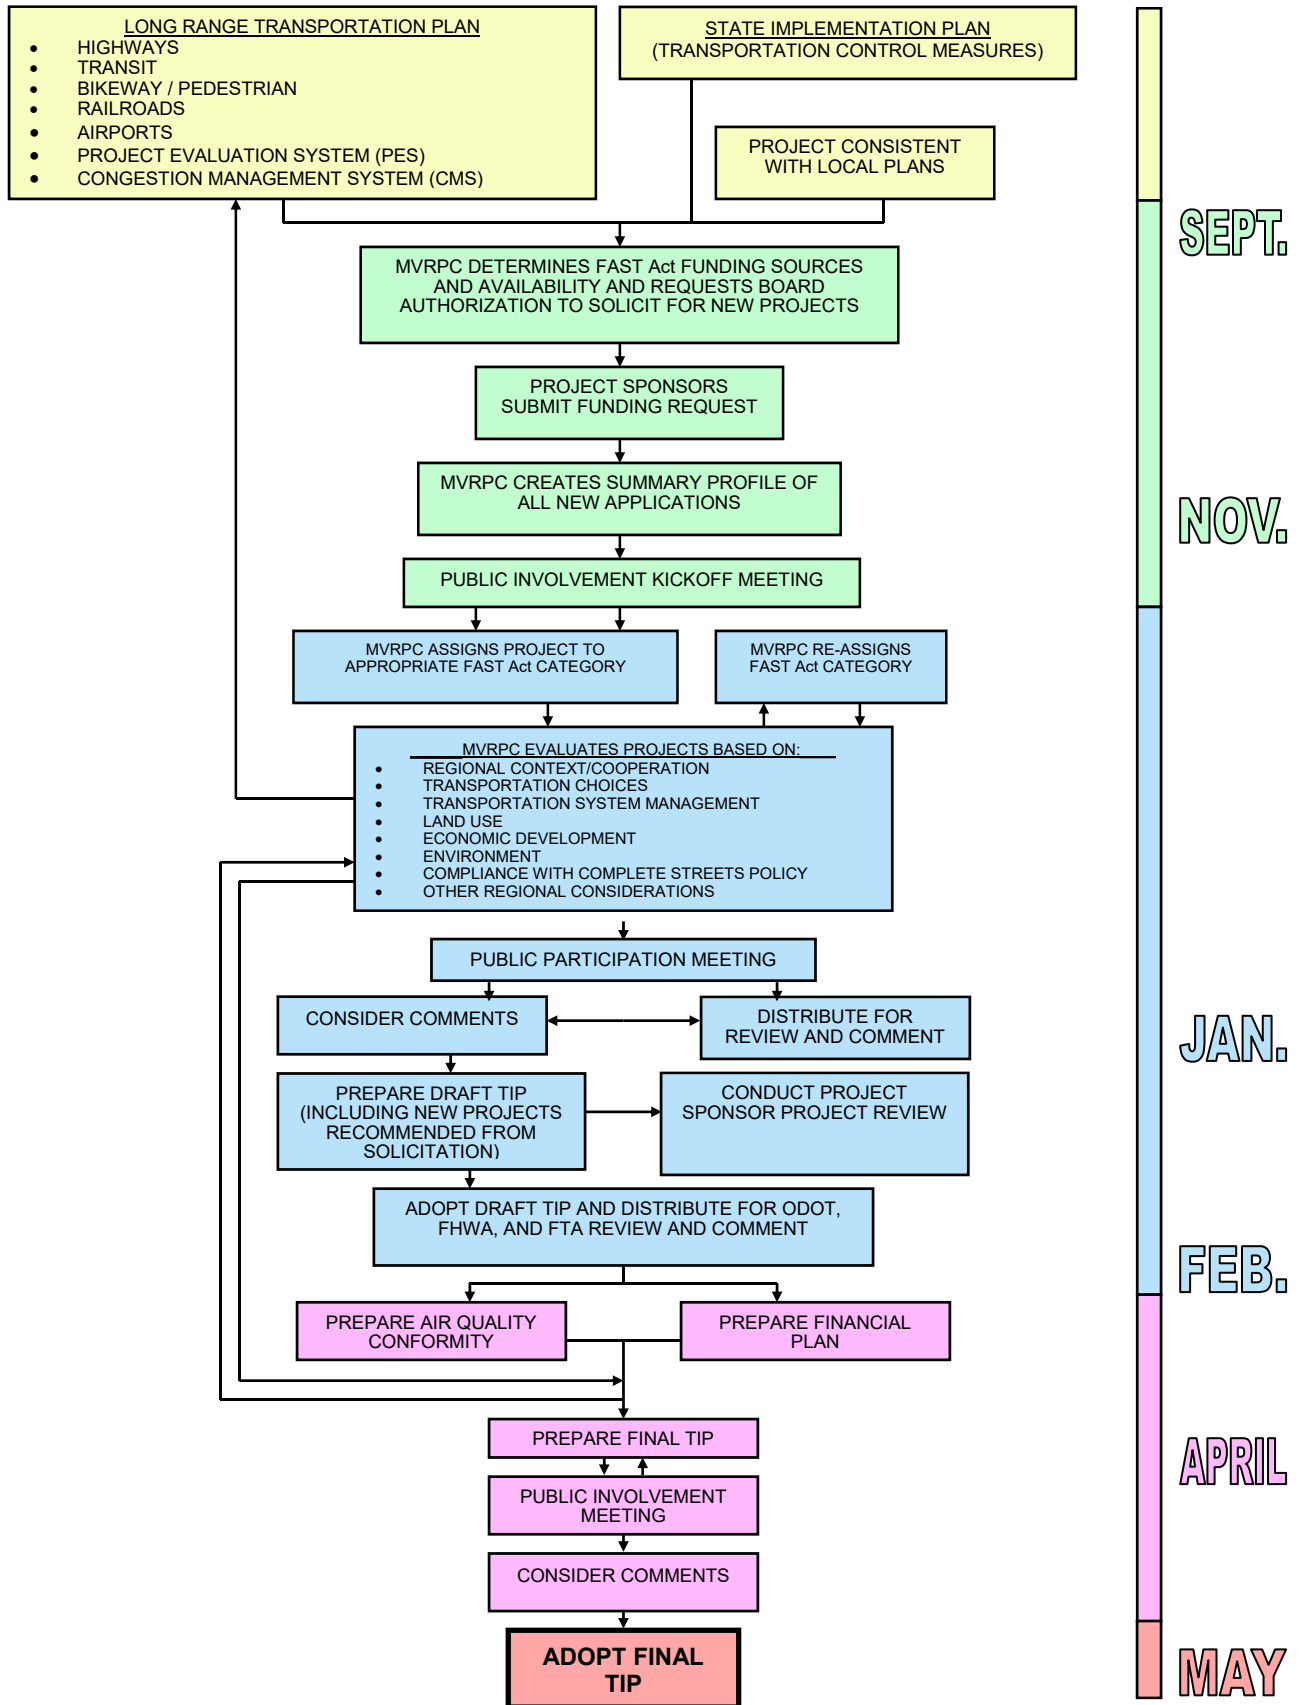 LONG RANGE TRANSPORTATION PLAN
• HIGHWAYS
• TRANSIT
• BIKEWAY / PEDESTRIAN
• RAILROADS
• AIRPORTS
• PROJECT EVALUATION SYSTEM (PES)
• CONGESTION MANAGEMENT SYSTEM (CMS)
STATE IMPLEMENTATION PLAN
(TRANSPORTATION CONTROL MEASURES)
PROJECT CONSISTENT
WITH LOCAL PLANS
SEPT.
MVRPC DETERMINES FAST Act FUNDING SOURCES
AND AVAILABILITY AND REQUESTS BOARD
AUTHORIZATION TO SOLICIT FOR NEW PROJECTS
PROJECT SPONSORS
SUBMIT FUNDING REQUEST
MVRPC CREATES SUMMARY PROFILE OF
ALL NEW APPLICATIONS
NOV.
PUBLIC INVOLVEMENT KICKOFF MEETING
MVRPC ASSIGNS PROJECT TO
APPROPRIATE FAST Act CATEGORY
MVRPC RE-ASSIGNS
FAST Act CATEGORY
MVRPC EVALUATES PROJECTS BASED ON:
• REGIONAL CONTEXT/COOPERATION
• TRANSPORTATION CHOICES
• TRANSPORTATION SYSTEM MANAGEMENT
• LAND USE
• ECONOMIC DEVELOPMENT
• ENVIRONMENT
• COMPLIANCE WITH COMPLETE STREETS POLICY
• OTHER REGIONAL CONSIDERATIONS
PUBLIC PARTICIPATION MEETING
CONSIDER COMMENTS
DISTRIBUTE FOR
REVIEW AND COMMENT
JAN.
PREPARE DRAFT TIP
(INCLUDING NEW PROJECTS
RECOMMENDED FROM
SOLICITATION)
CONDUCT PROJECT
SPONSOR PROJECT REVIEW
ADOPT DRAFT TIP AND DISTRIBUTE FOR ODOT,
FHWA, AND FTA REVIEW AND COMMENT
FEB.
PREPARE AIR QUALITY
CONFORMITY
PREPARE FINANCIAL
PLAN
PREPARE FINAL TIP
APRIL
PUBLIC INVOLVEMENT
MEETING
CONSIDER COMMENTS
ADOPT FINAL
TIP
MAY